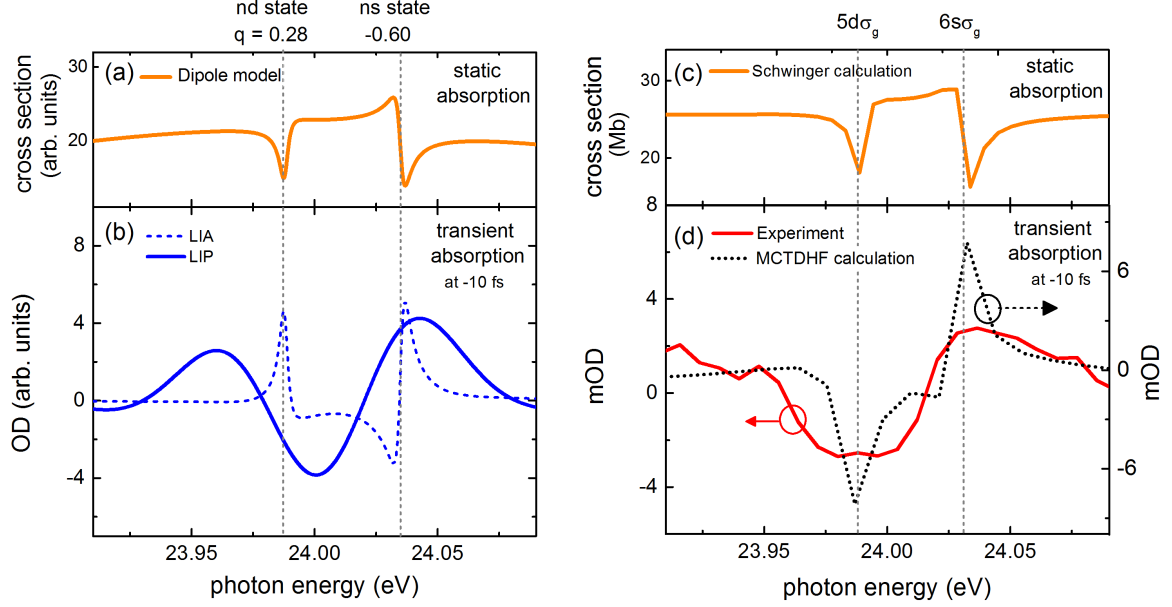 nd state
ns state
q = 0.28
-0.60
(a)
Dipole model
static
absorption
cross section
(arb. units)
30
20
(b)
LIA
LIP
transient
absorption
at -10 fs
OD (arb. units)
8
4
0
-4
23.95
24.00
24.05
photon energy (eV)
5dσg
6sσg
(c)
Schwinger calculation
static
absorption
cross section
(Mb)
30
20
8
(d)
Experiment
MCTDHF calculation
transient
absorption
at -10 fs
mOD
4
0
-4
6
0
-6
mOD
23.95
24.00
24.05
photon energy (eV)